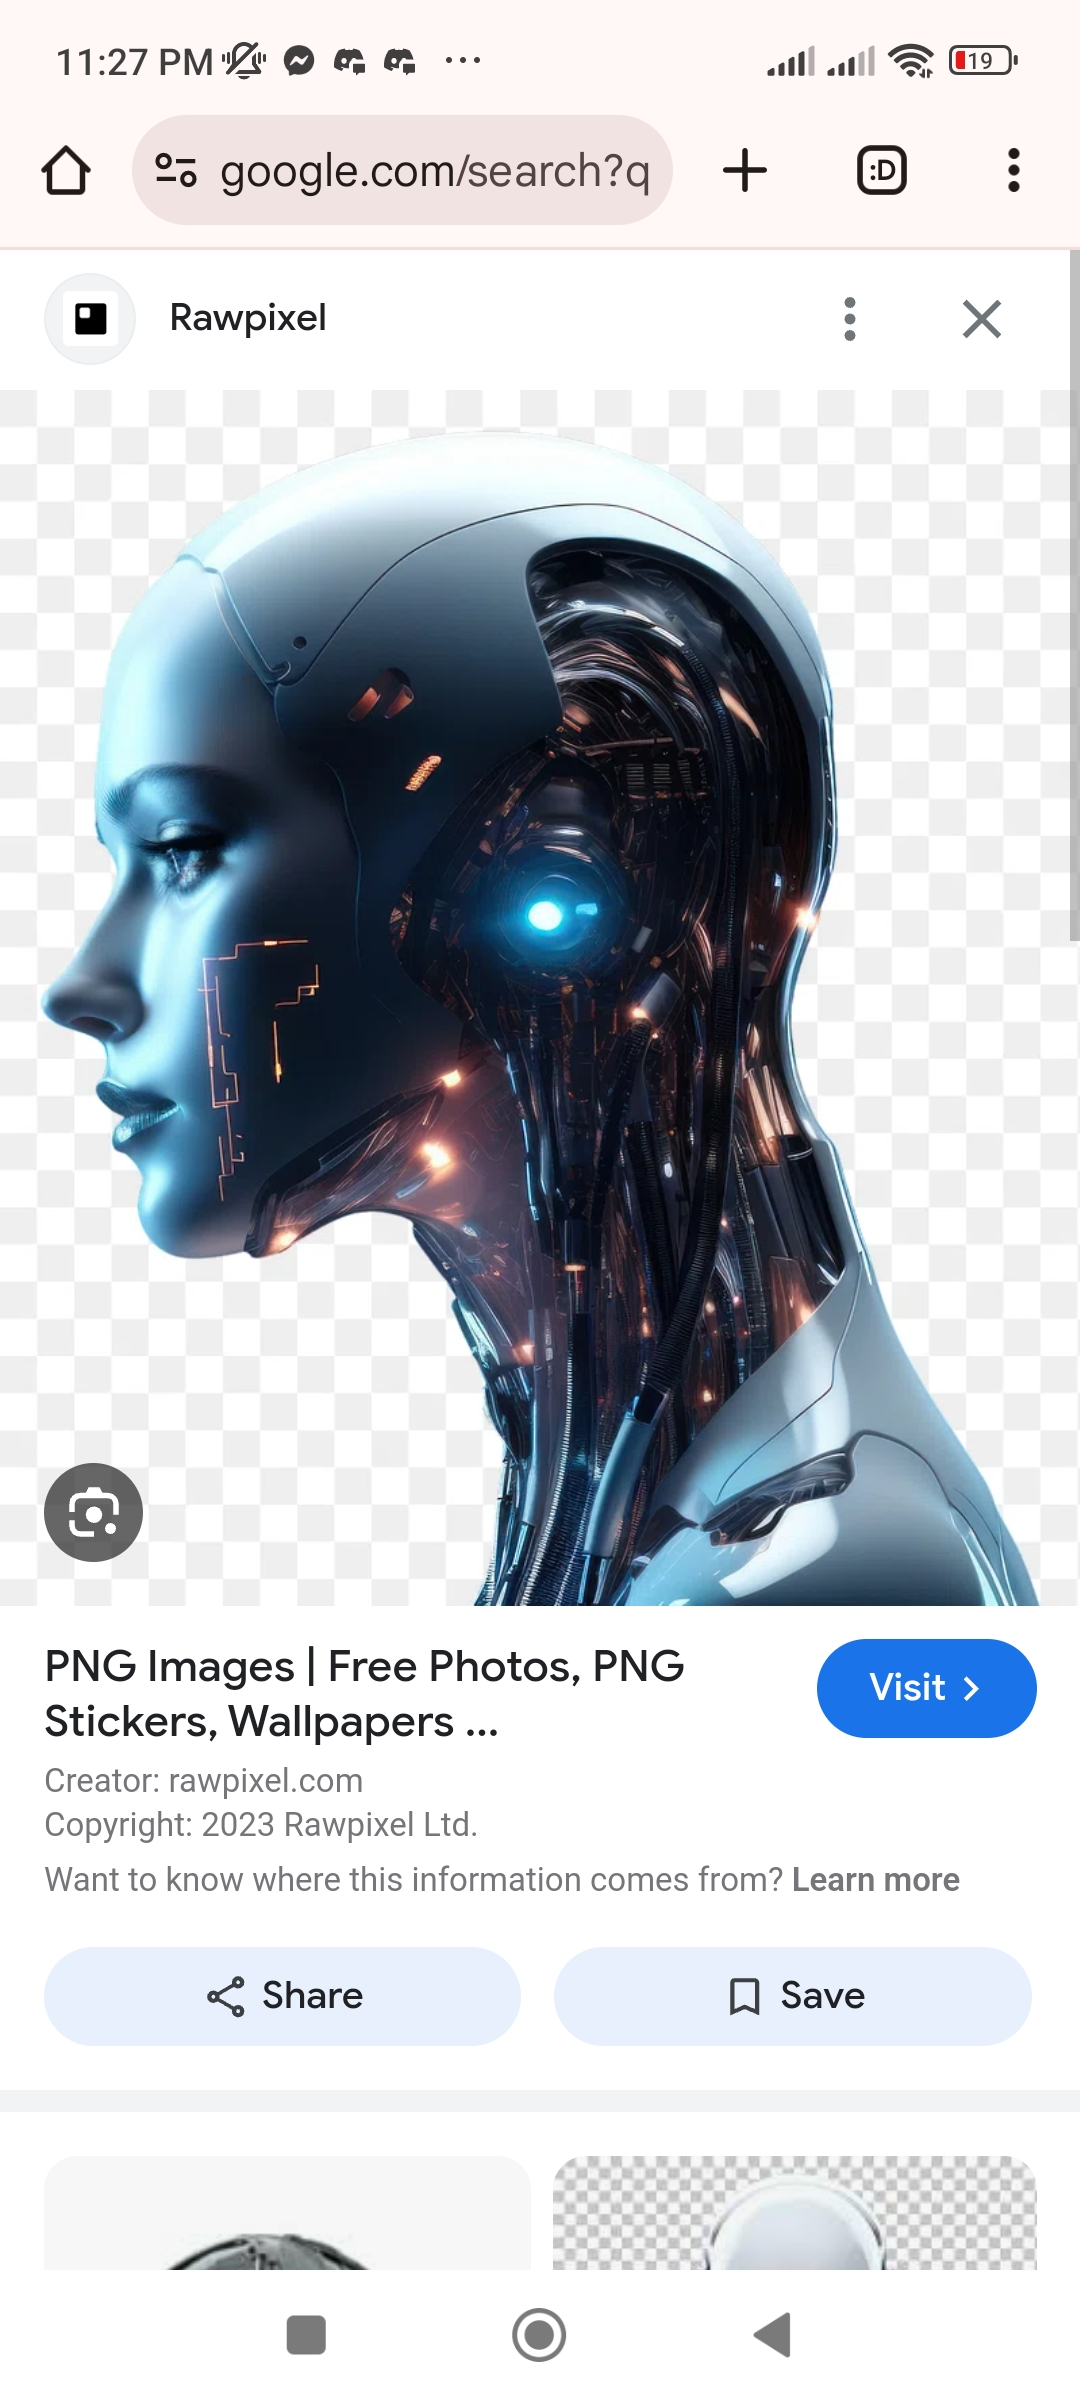 11:27 PM
19
google.com/search?q
:D
Rawpixel
PNG Images | Free Photos, PNG
Stickers, Wallpapers ...
Visit
Creator: rawpixel.com
Copyright: 2023 Rawpixel Ltd.
Want to know where this information comes from? Learn more
Share
Save